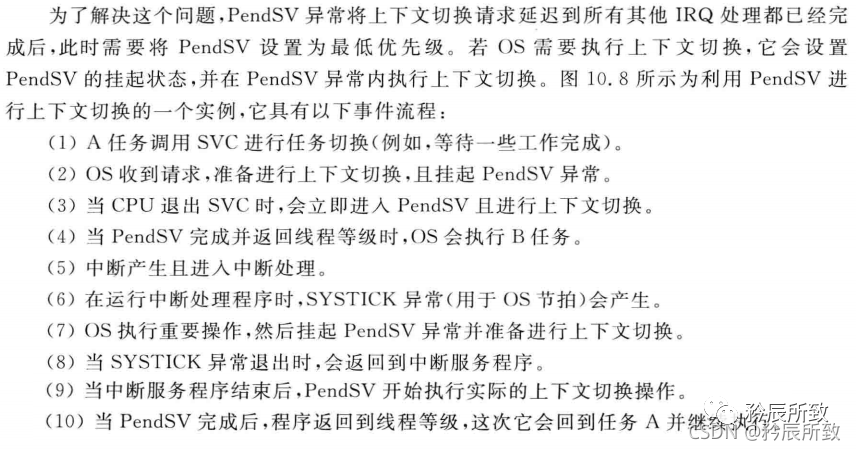 为了解决这个问题,PendSV 异常将上下文切换请求延迟到所有其他 IRQ 处理都已经完
成后,此时需要将 PendSV 设置为最低优先级。若 OS 需要执行上下文切换,它会设置
PendSV 的挂起状态,并在 PendSV 异常内执行上下文切换。图 10.8 所示为利用 PendSV 进
行上下文切换的一个实例,它具有以下事件流程:
(1) A 任务调用 SVC 进行任务切换(例如,等待一些工作完成)。
(2) OS 收到请求,准备进行上下文切换,且挂起 PendSV 异常。
(3) 当 CPU 退出 SVC 时,会立即进入 PendSV 且进行上下文切换。
(4) 当 PendSV 完成并返回线程等级时,OS 会执行 B 任务。
(5) 中断产生且进入中断处理。
(6) 在运行中断处理程序时,SYSTICK 异常(用于 OS 节拍)会产生。
(7) OS 执行重要操作,然后挂起 PendSV 异常并准备进行上下文切换。
(8) 当 SYSTICK 异常退出时,会返回到中断服务程序。
(9) 当中断服务程序结束后,PendSV 开始执行实际的上下文切换操作。
(10) 当 PendSV 完成后,程序返回到线程等级,这次它会回到任务 A 并继续执行。
矜辰所致
CSDN @矜辰所致